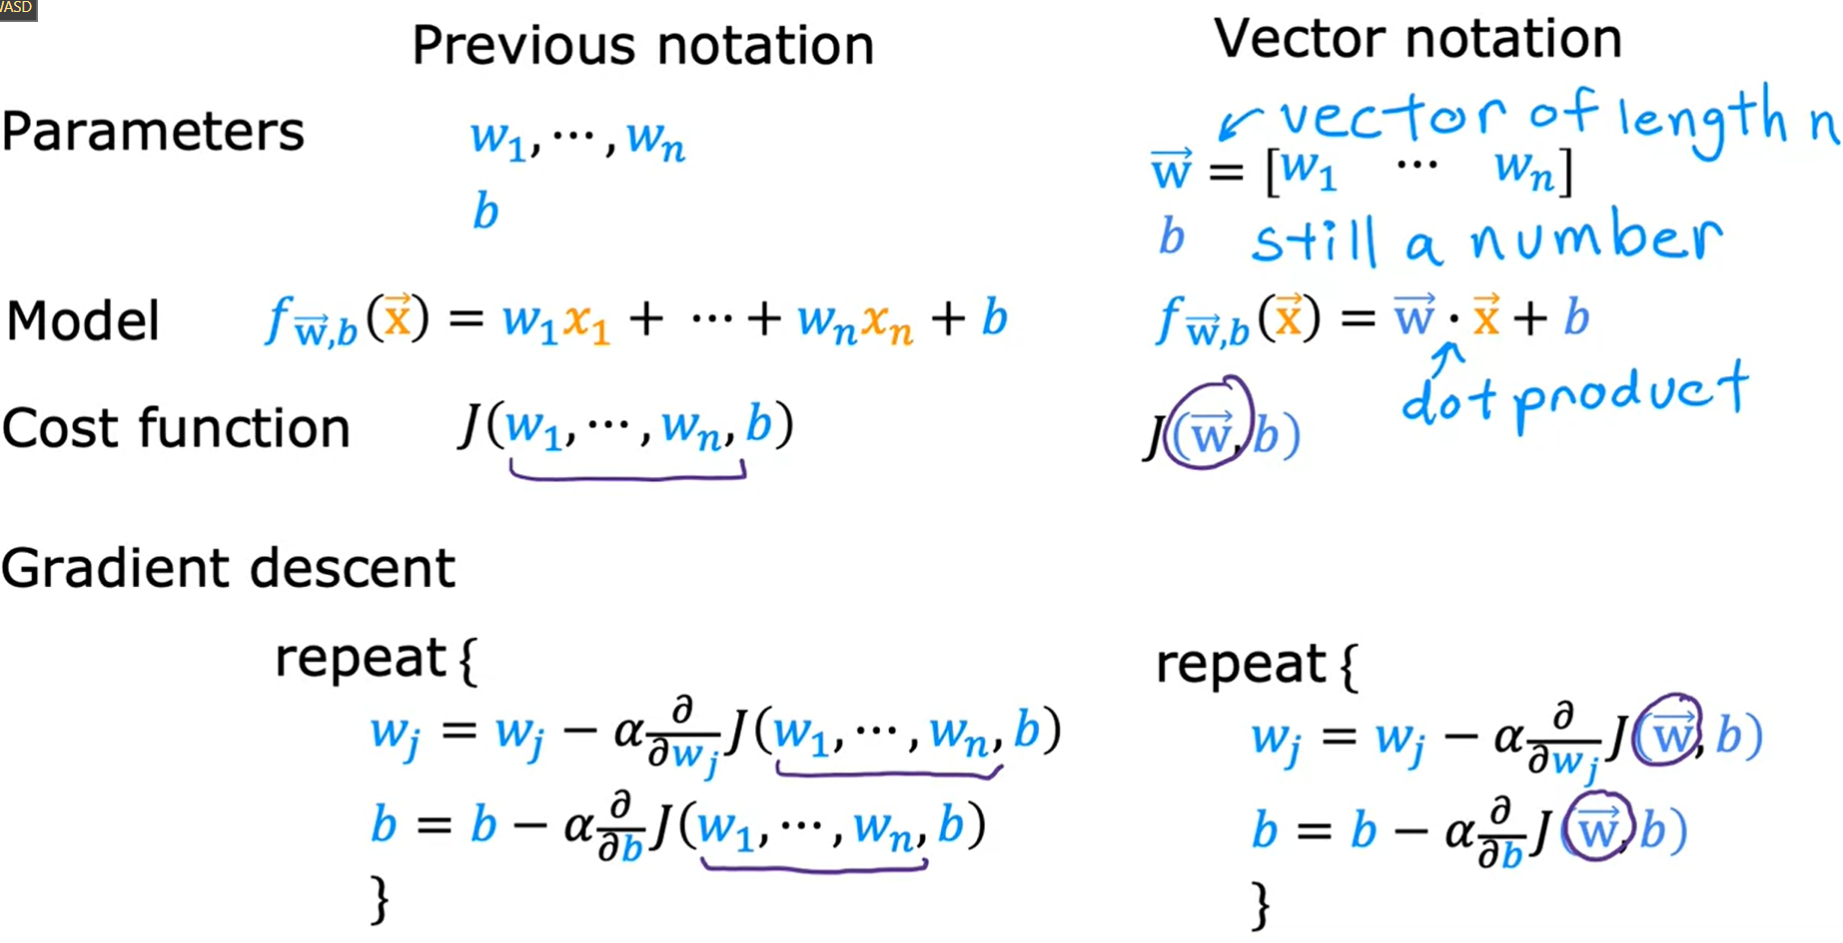 WASD
Previous notation    Vector notation
vector of length n
Parameters    w₁, ⋯ , wₙ    w⃗ = [w₁ ⋯ wₙ]
b    b still a number
Model    f_w⃗,b(x⃗) = w₁x₁ + ⋯ + wₙxₙ + b    f_w⃗,b(x⃗) = w⃗ · x⃗ + b
dot product
Cost function    J(w₁, ⋯ , wₙ, b)    J(w⃗, b)
Gradient descent
repeat {    repeat {
wⱼ = wⱼ − α ∂/∂wⱼ J(w₁, ⋯ , wₙ, b)    wⱼ = wⱼ − α ∂/∂wⱼ J(w⃗, b)
b = b − α ∂/∂b J(w₁, ⋯ , wₙ, b)    b = b − α ∂/∂b J(w⃗, b)
}    }